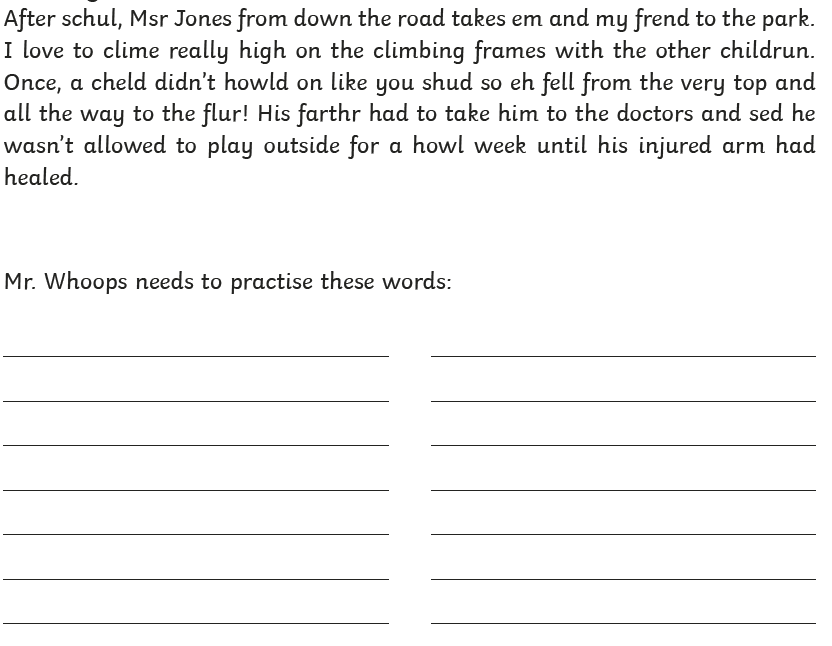 After schul, Msr Jones from down the road takes em and my frend to the park.
I love to clime really high on the climbing frames with the other childrun.
Once, a cheld didn't howld on like you shud so eh fell from the very top and
all the way to the flur! His farthr had to take him to the doctors and sed he
wasn't allowed to play outside for a howl week until his injured arm had
healed.
Mr. Whoops needs to practise these words: